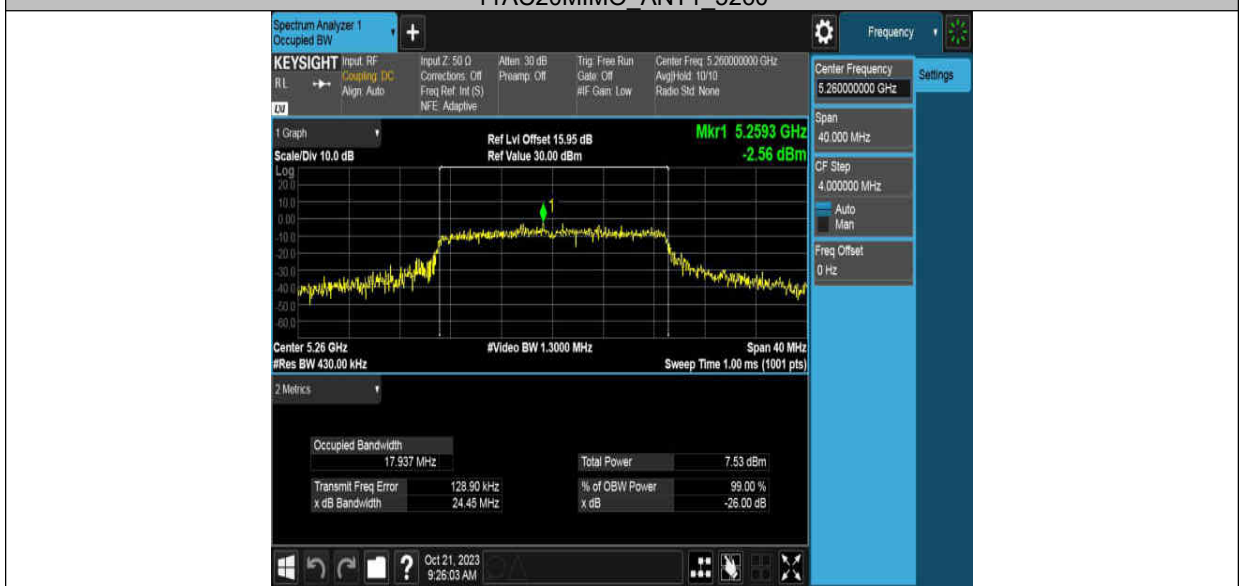 11AC20MIMO_ANT1_5260
Spectrum Analyzer 1
Occupied BW
+
Frequency
KEYSIGHT
RL
LXI
Input: RF
Coupling: DC
Align: Auto
Input Z: 50 Ω
Corrections: Off
Freq Ref: Int (S)
NFE: Adaptive
Atten: 30 dB
Preamp: Off
Trig: Free Run
Gate: Off
#IF Gain: Low
Center Freq: 5.260000000 GHz
Avg|Hold: 10/10
Radio Std: None
Center Frequency
5.260000000 GHz
Settings
Span
40.000 MHz
CF Step
4.000000 MHz
Auto
Man
Freq Offset
0 Hz
1 Graph
Scale/Div 10.0 dB
Ref Lvl Offset 15.95 dB
Ref Value 30.00 dBm
Mkr1 5.2593 GHz
-2.56 dBm
Log
20.0
10.0
0.00
-10.0
-20.0
-30.0
-40.0
-50.0
-60.0
1
Center 5.26 GHz
#Res BW 430.00 kHz
#Video BW 1.3000 MHz
Span 40 MHz
Sweep Time 1.00 ms (1001 pts)
2 Metrics
Occupied Bandwidth
17.937 MHz
Total Power 7.53 dBm
Transmit Freq Error 128.90 kHz
% of OBW Power 99.00 %
x dB Bandwidth 24.45 MHz
x dB -26.00 dB
?
Oct 21, 2023
9:26:03 AM